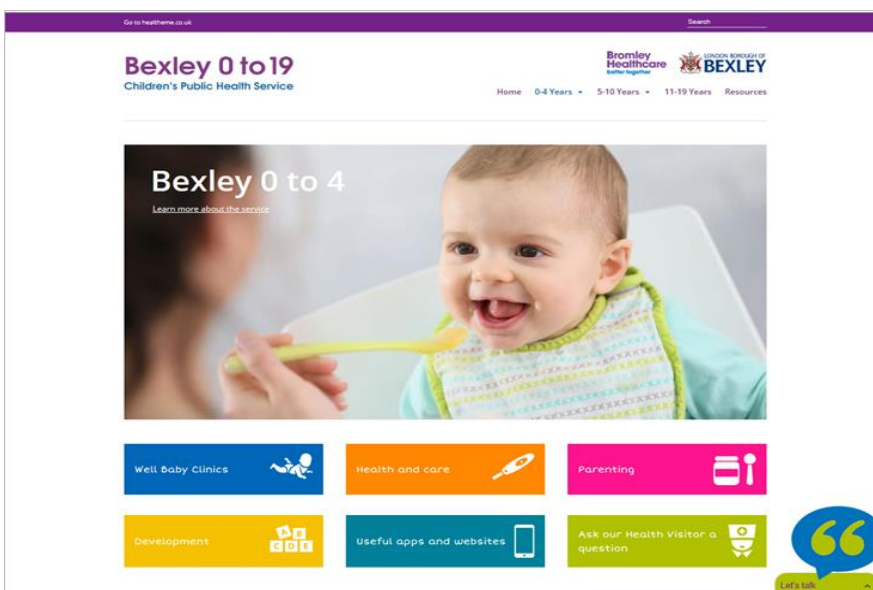 Go to healtheme.co.uk
Search
Bexley 0 to 19
Children's Public Health Service
Bromley
Healthcare
better together
LONDON BOROUGH OF
BEXLEY
Home 0-4 Years 5-10 Years 11-19 Years Resources
Bexley 0 to 4
Learn more about the service
Well Baby Clinics
Health and care
Parenting
Development
A B
C D E
Useful apps and websites
Ask our Health Visitor a
question
Let's talk